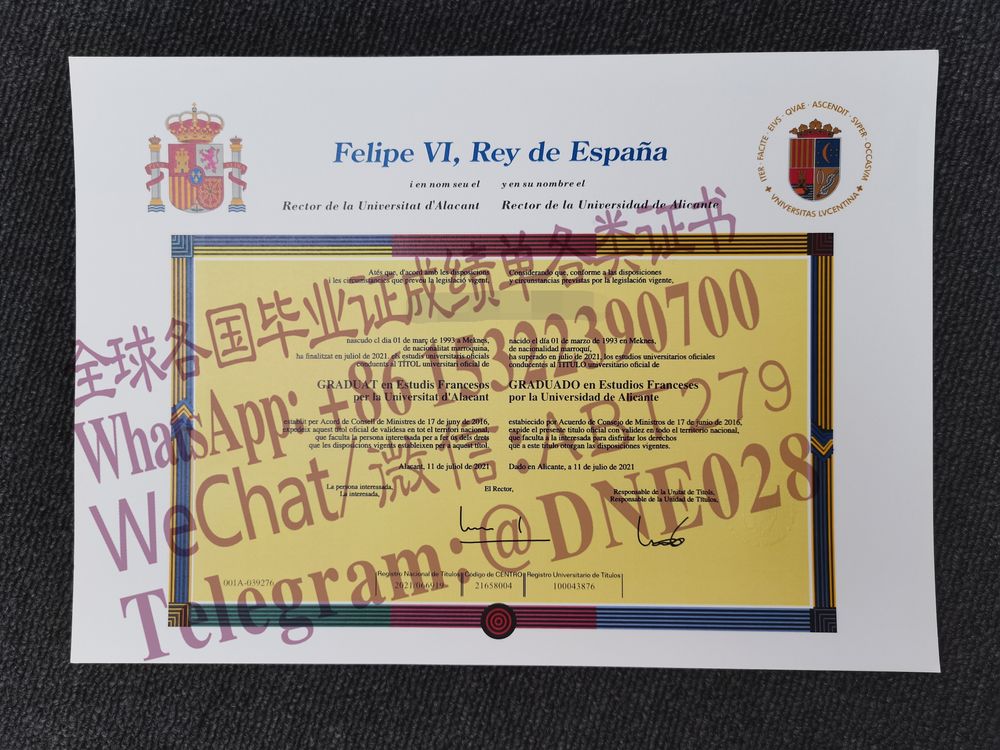 Felipe VI, Rey de España
i en nom seu el
y en su nombre el
Rector de la Universitat d'Alacant
Rector de la Universidad de Alicante
ITER · FACITE · EIVS · QVAE · ASCENDIT · SVPER · OCCASVM
VNIVERSITAS LVCENTINA
Atés que, d'acord amb les disposicions
i les circumstancies que preveu la legislació vigent,
Considerando que, conforme a las disposiciones
y circunstancias previstas por la legislación vigente,
nascudo el día 01 de març de 1993 a Meknes,
de nacionalitat marroquina,
ha finalitzat en juliol de 2021, els estudis universitaris oficials
conduents al TÍTOL universitari oficial de
nacido el día 01 de marzo de 1993 en Meknes,
de nacionalidad marroquí,
ha superado en julio de 2021, los estudios universitarios oficiales
conducentes al TÍTULO universitario oficial de
GRADUAT en Estudis Francesos
per la Universitat d'Alacant
GRADUADO en Estudios Franceses
por la Universidad de Alicante
establit per Acord de Consell de Ministres de 17 de juny de 2016,
expedeix aquest títol oficial de validesa en tot el territori nacional,
que faculta la persona interessada per a fer ús dels drets
que les disposicions vigents estableixen per a aquest títol.
establecido por Acuerdo de Consejo de Ministros de 17 de junio de 2016,
expide el presente título oficial con validez en todo el territorio nacional,
que faculta a la interesada para disfrutar los derechos
que a este título otorgan las disposiciones vigentes.
Alacant, 11 de juliol de 2021
Dado en Alicante, a 11 de julio de 2021
La persona interessada,
La interesada,
El Rector,
Responsable de la Unitat de Títols,
Responsable de la Unidad de Títulos,
001A-039276
Registro Nacional de Títulos
2021/066919
Código de CENTRO
21658004
Registro Universitario de Títulos
100043876
全球各国毕业证成绩单各类证书
WhatsApp: +86 15322390700
WeChat/微信:ABT279
Telegram:@DNE028